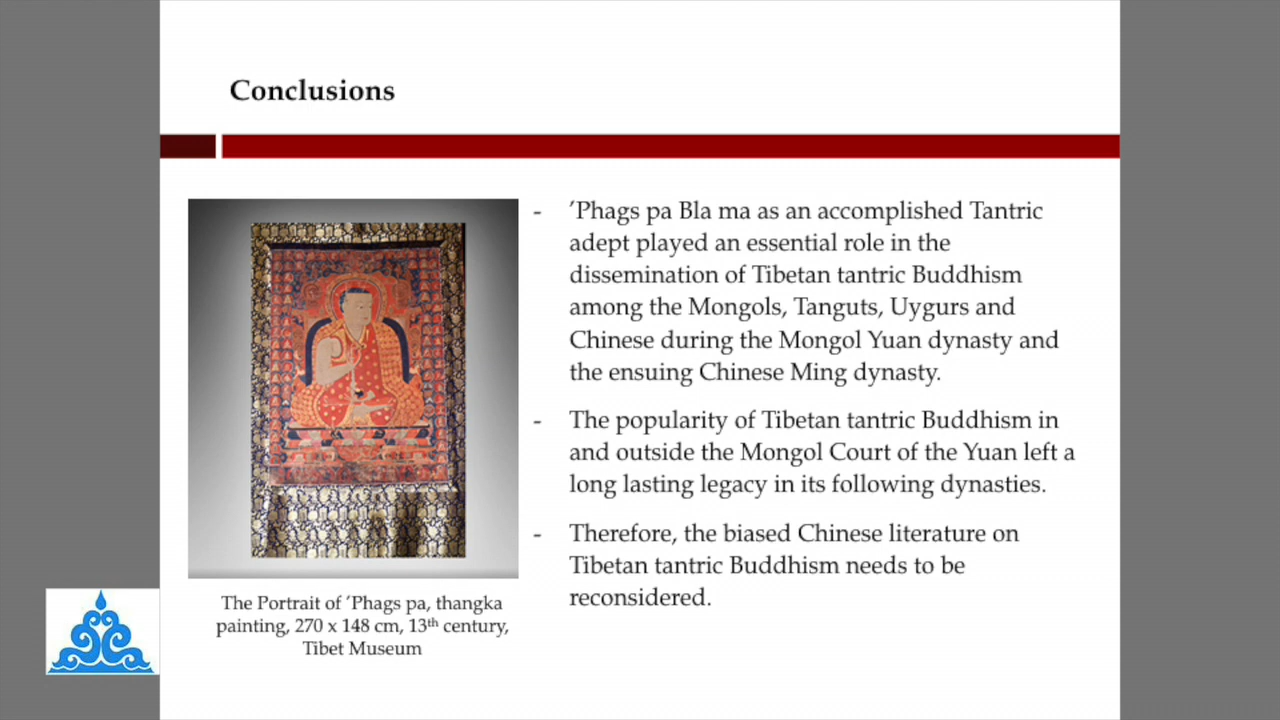 Conclusions
- ′Phags pa Bla ma as an accomplished Tantric
adept played an essential role in the
dissemination of Tibetan tantric Buddhism
among the Mongols, Tanguts, Uygurs and
Chinese during the Mongol Yuan dynasty and
the ensuing Chinese Ming dynasty.
- The popularity of Tibetan tantric Buddhism in
and outside the Mongol Court of the Yuan left a
long lasting legacy in its following dynasties.
- Therefore, the biased Chinese literature on
Tibetan tantric Buddhism needs to be
reconsidered.
The Portrait of ′Phags pa, thangka
painting, 270 x 148 cm, 13th century,
Tibet Museum